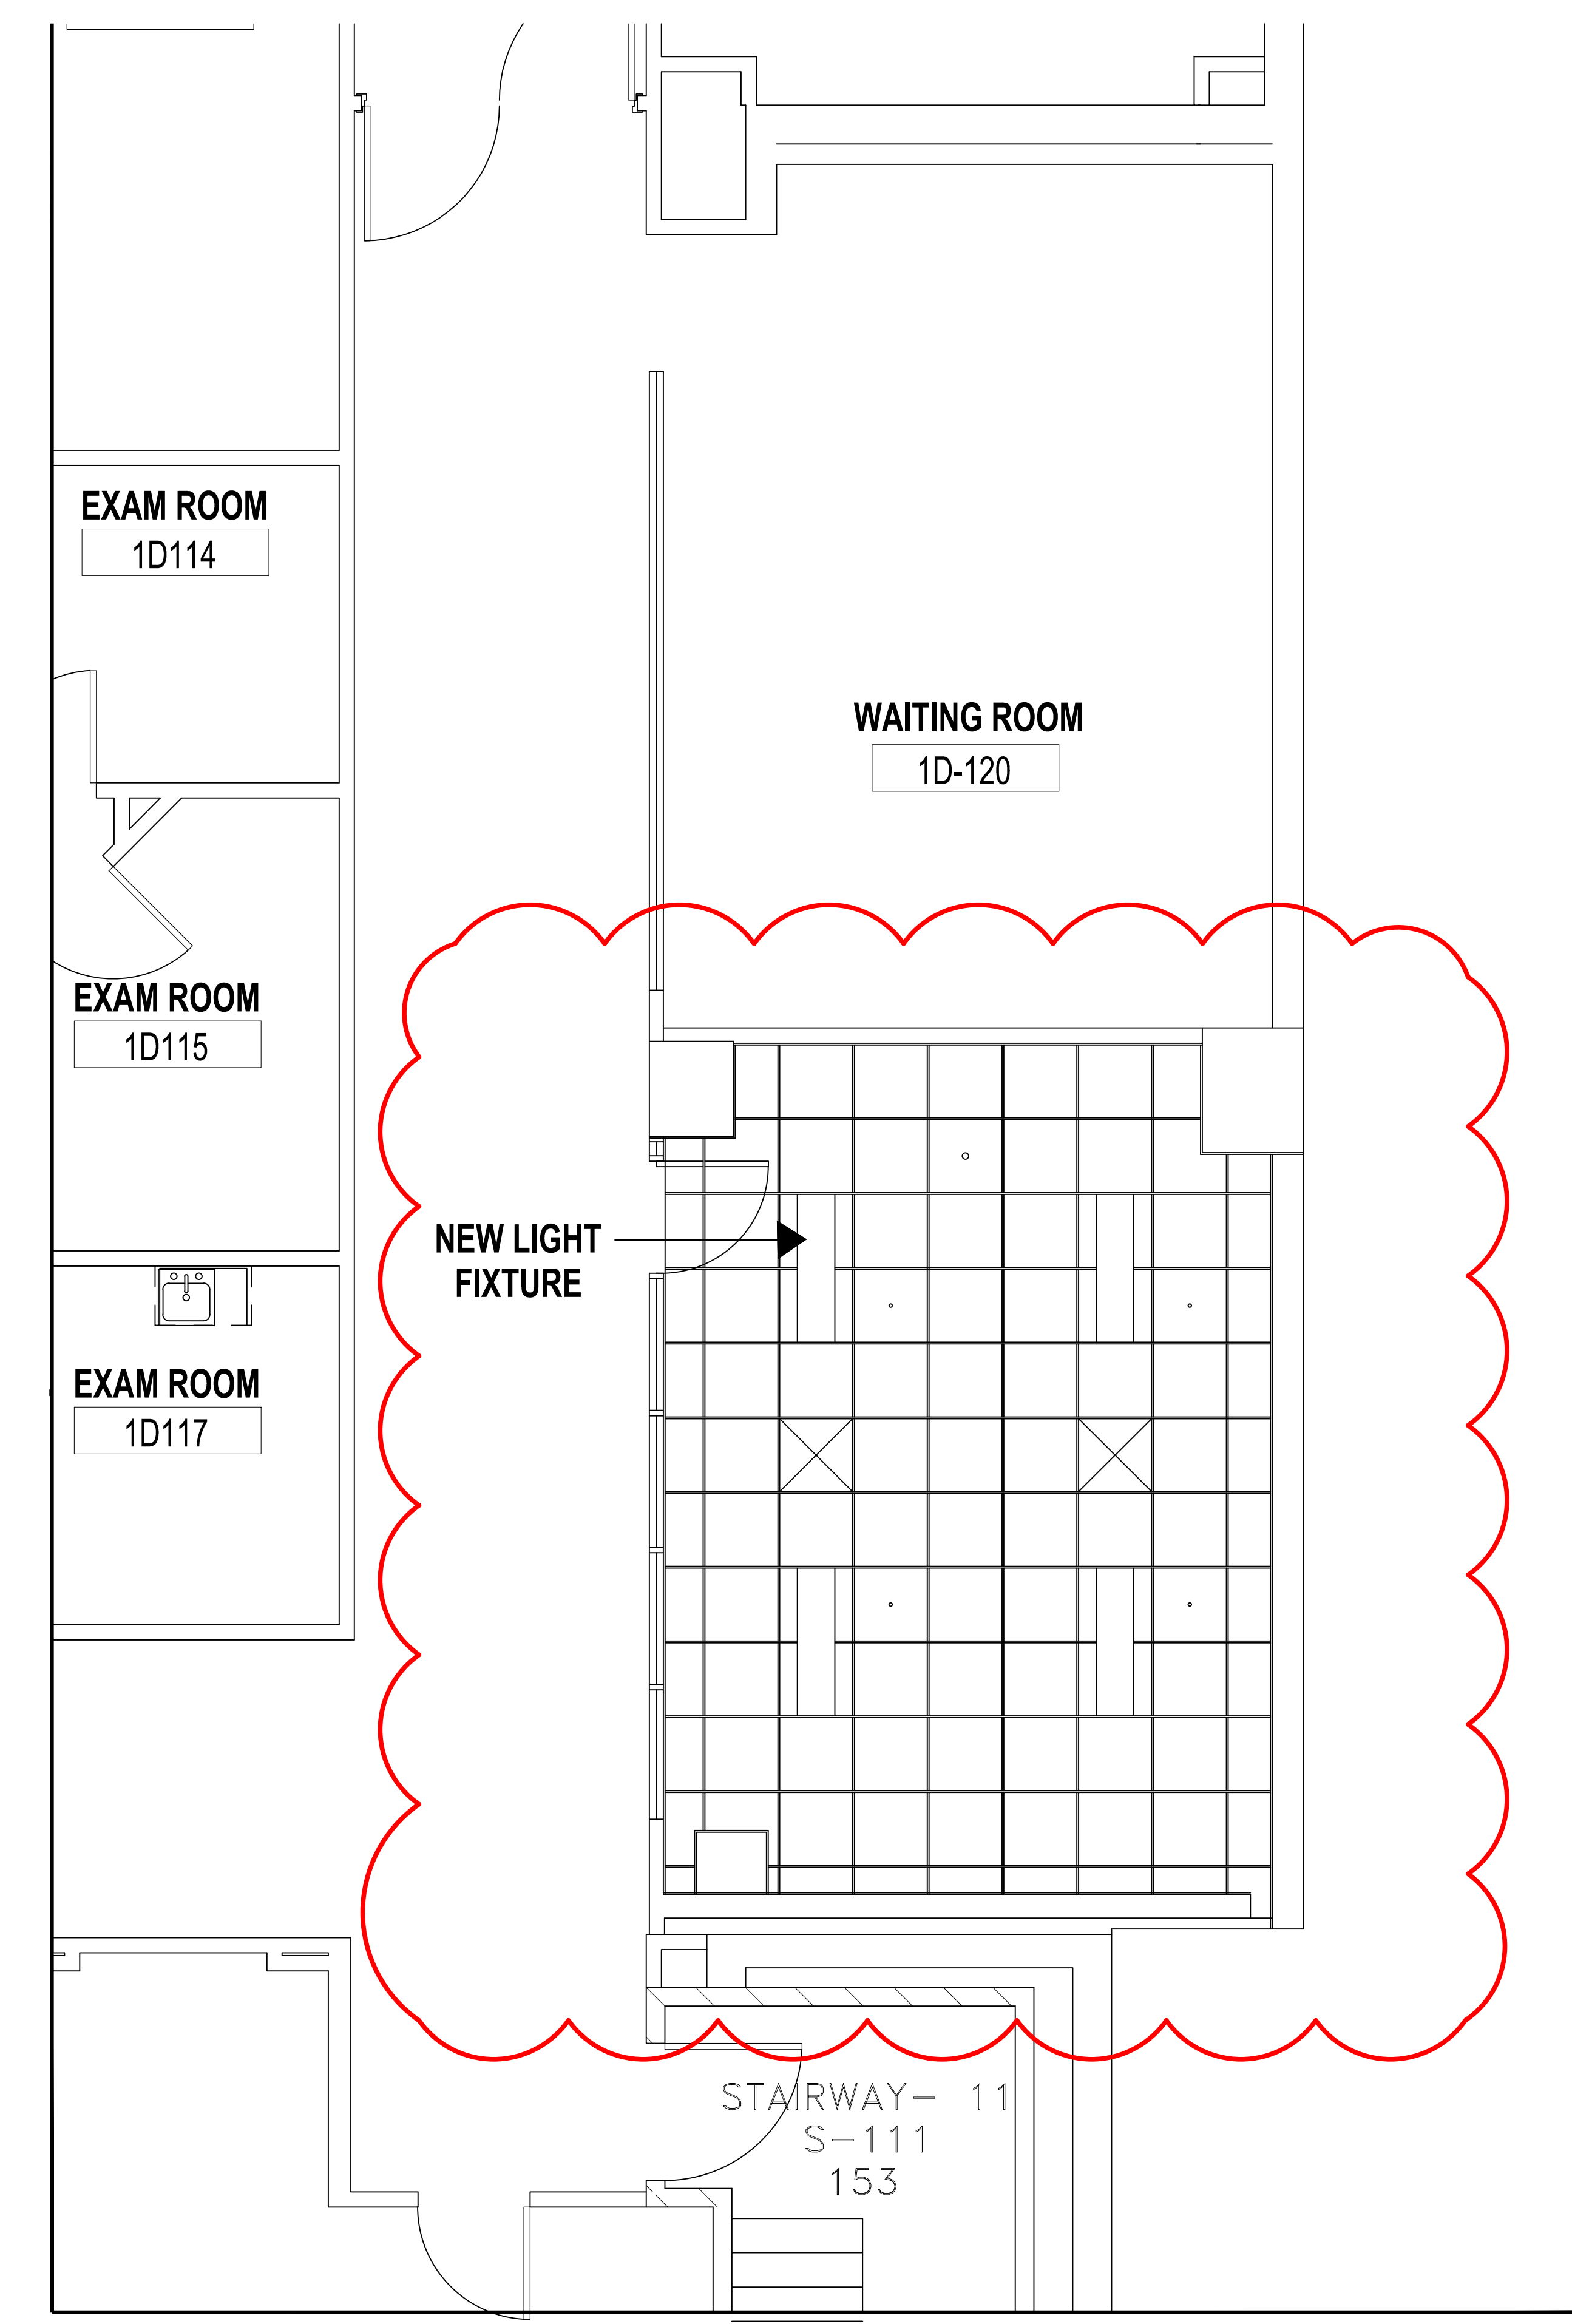 EXAM ROOM
1D114
WAITING ROOM
1D-120
EXAM ROOM
1D115
NEW LIGHT
FIXTURE
EXAM ROOM
1D117
STAIRWAY- 11
S-111
153